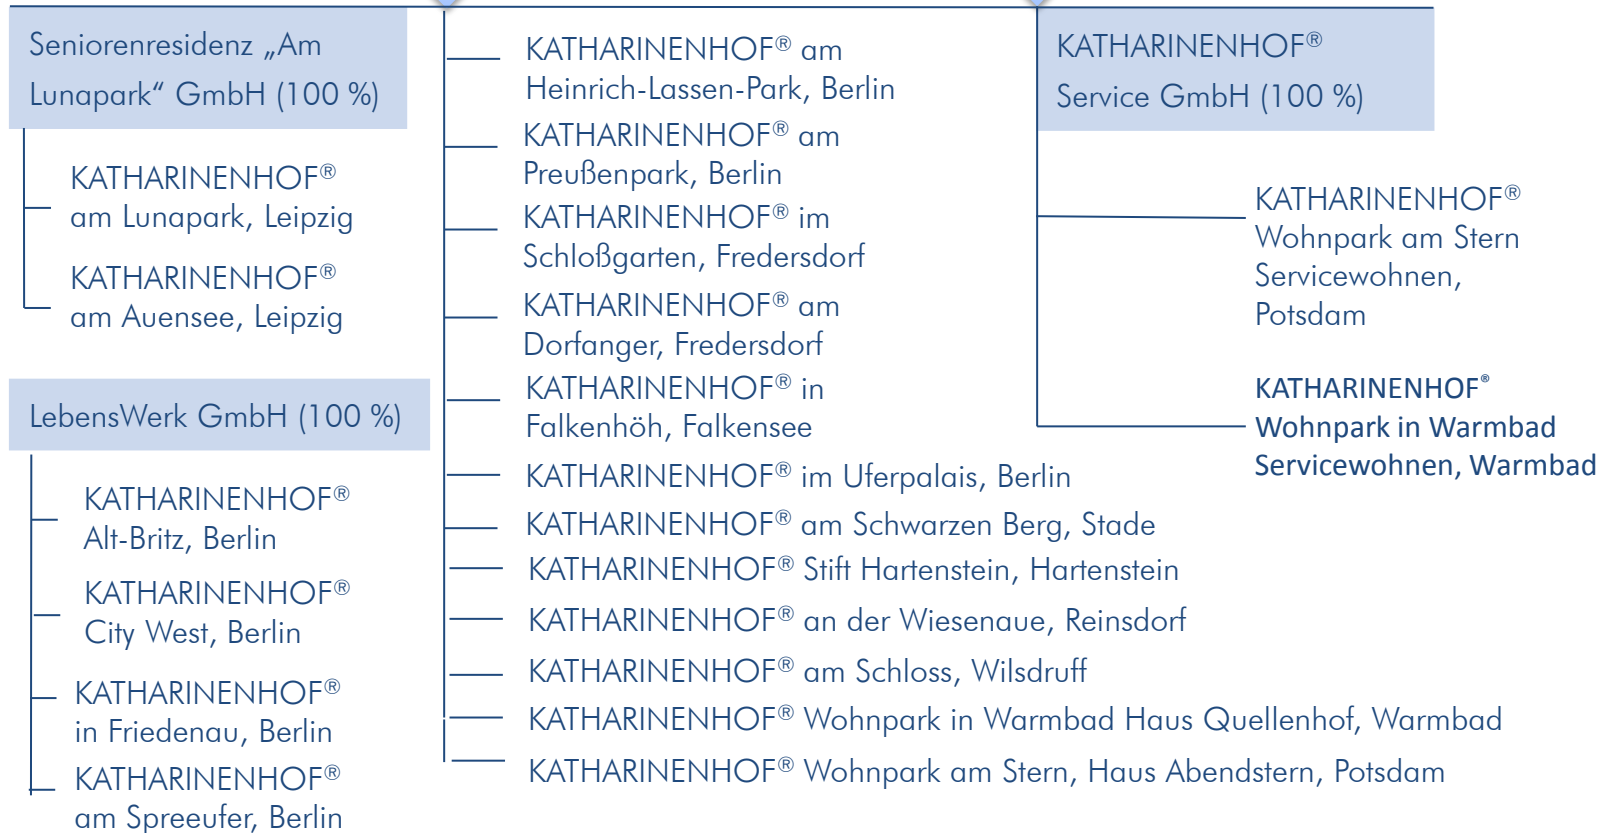 Seniorenresidenz „Am
Lunapark“ GmbH (100 %)
KATHARINENHOF®
am Lunapark, Leipzig
KATHARINENHOF®
am Auensee, Leipzig
LebensWerk GmbH (100 %)
KATHARINENHOF®
Alt-Britz, Berlin
KATHARINENHOF®
City West, Berlin
KATHARINENHOF®
in Friedenau, Berlin
KATHARINENHOF®
am Spreeufer, Berlin
KATHARINENHOF® am
Heinrich-Lassen-Park, Berlin
KATHARINENHOF® am
Preußenpark, Berlin
KATHARINENHOF® im
Schloßgarten, Fredersdorf
KATHARINENHOF® am
Dorfanger, Fredersdorf
KATHARINENHOF® in
Falkenhöh, Falkensee
KATHARINENHOF® im Uferpalais, Berlin
KATHARINENHOF® am Schwarzen Berg, Stade
KATHARINENHOF® Stift Hartenstein, Hartenstein
KATHARINENHOF® an der Wiesenaue, Reinsdorf
KATHARINENHOF® am Schloss, Wilsdruff
KATHARINENHOF® Wohnpark in Warmbad Haus Quellenhof, Warmbad
KATHARINENHOF® Wohnpark am Stern, Haus Abendstern, Potsdam
KATHARINENHOF®
Service GmbH (100 %)
KATHARINENHOF®
Wohnpark am Stern
Servicewohnen,
Potsdam
KATHARINENHOF®
Wohnpark in Warmbad
Servicewohnen, Warmbad